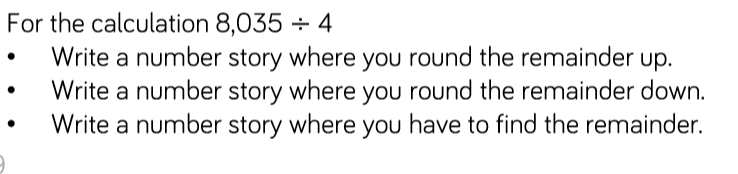 For the calculation 8,035 ÷ 4
• Write a number story where you round the remainder up.
• Write a number story where you round the remainder down.
• Write a number story where you have to find the remainder.